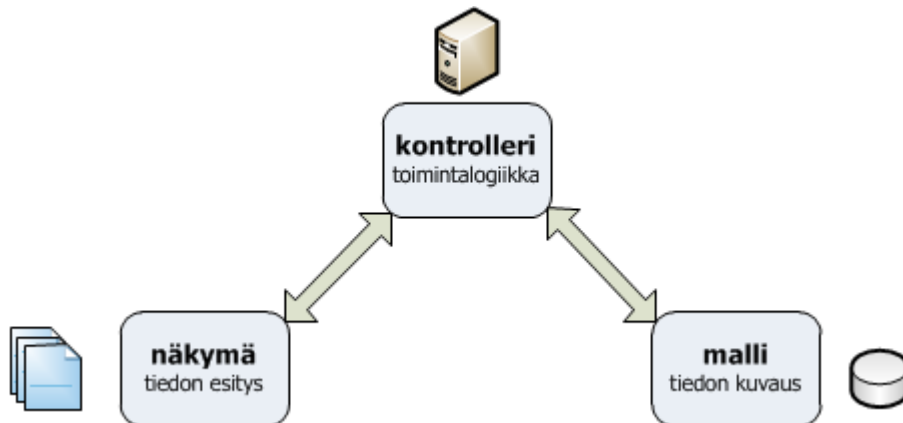 kontrolleri
toimintalogiikka
näkymä
tiedon esitys
malli
tiedon kuvaus